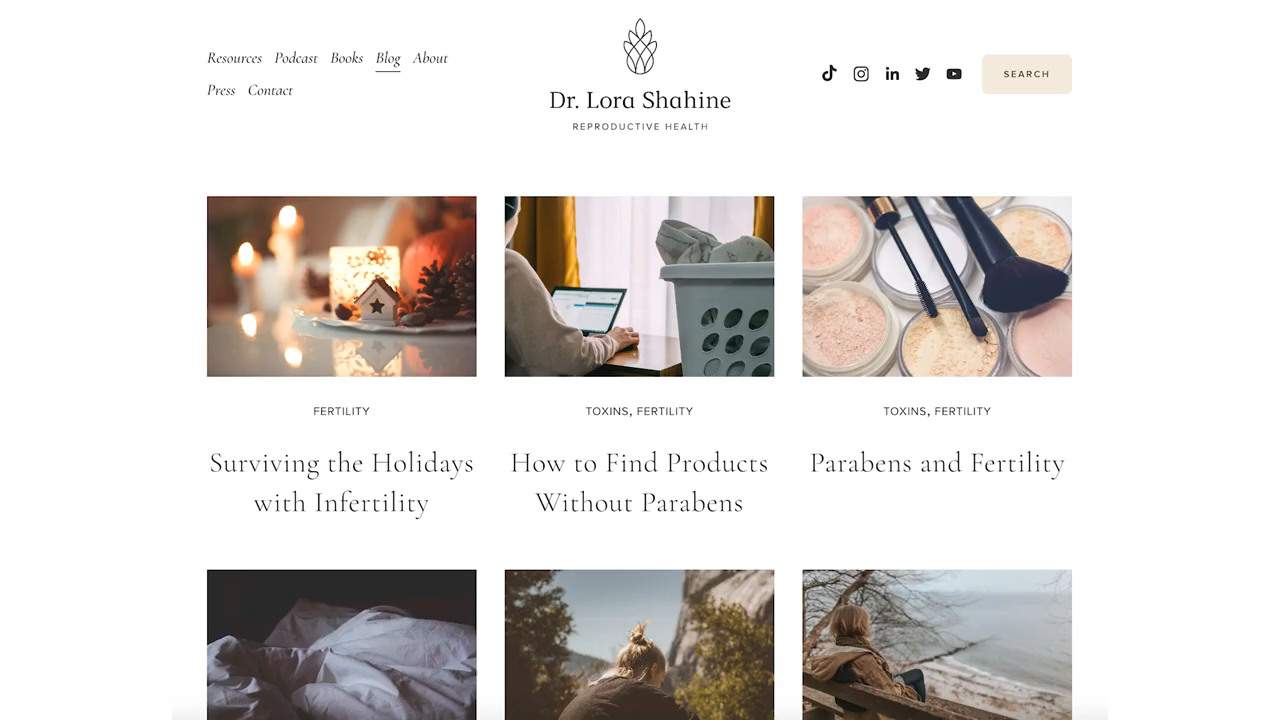 Resources Podcast Books Blog About
Press Contact
Dr. Lora Shahine
REPRODUCTIVE HEALTH
SEARCH
FERTILITY
Surviving the Holidays
with Infertility
TOXINS, FERTILITY
How to Find Products
Without Parabens
TOXINS, FERTILITY
Parabens and Fertility